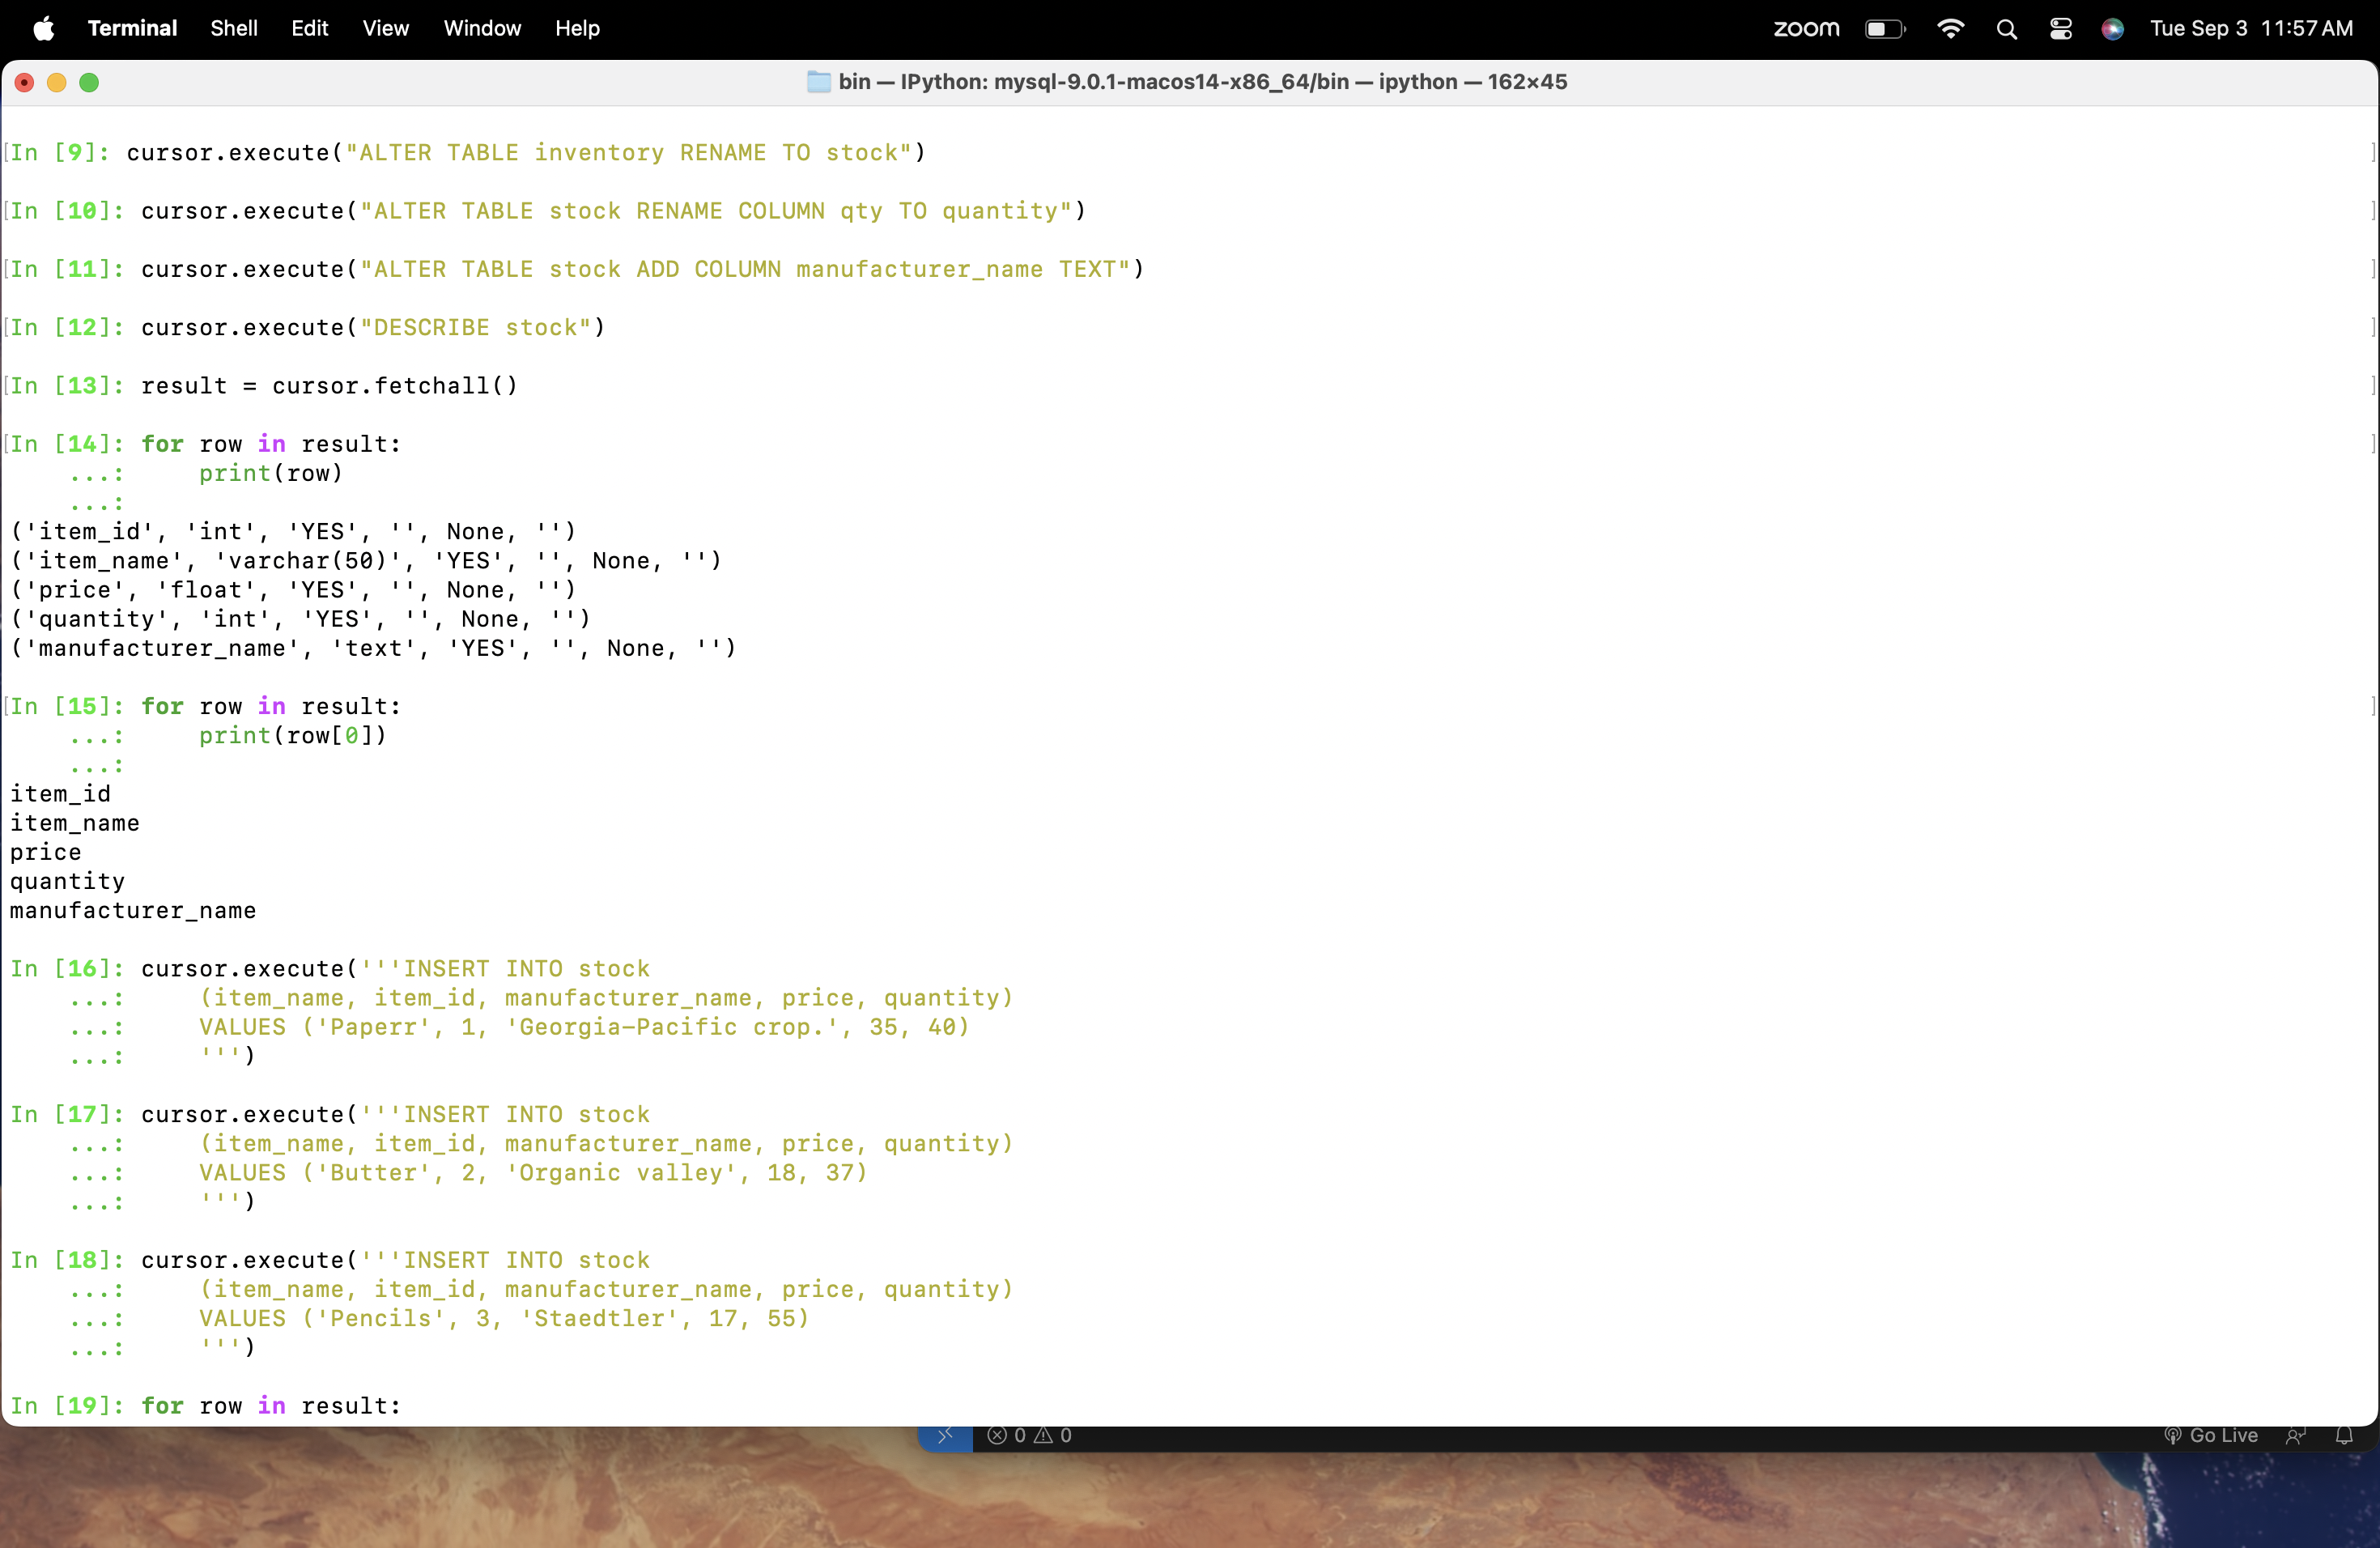 Terminal Shell Edit View Window Help zoom Tue Sep 3 11:57 AM
bin — IPython: mysql-9.0.1-macos14-x86_64/bin — ipython — 162×45
In [9]: cursor.execute("ALTER TABLE inventory RENAME TO stock")
In [10]: cursor.execute("ALTER TABLE stock RENAME COLUMN qty TO quantity")
In [11]: cursor.execute("ALTER TABLE stock ADD COLUMN manufacturer_name TEXT")
In [12]: cursor.execute("DESCRIBE stock")
In [13]: result = cursor.fetchall()
In [14]: for row in result:
...:     print(row)
...:
('item_id', 'int', 'YES', '', None, '')
('item_name', 'varchar(50)', 'YES', '', None, '')
('price', 'float', 'YES', '', None, '')
('quantity', 'int', 'YES', '', None, '')
('manufacturer_name', 'text', 'YES', '', None, '')
In [15]: for row in result:
...:     print(row[0])
...:
item_id
item_name
price
quantity
manufacturer_name
In [16]: cursor.execute('''INSERT INTO stock
...:     (item_name, item_id, manufacturer_name, price, quantity)
...:     VALUES ('Paperr', 1, 'Georgia-Pacific crop.', 35, 40)
...:     ''')
In [17]: cursor.execute('''INSERT INTO stock
...:     (item_name, item_id, manufacturer_name, price, quantity)
...:     VALUES ('Butter', 2, 'Organic valley', 18, 37)
...:     ''')
In [18]: cursor.execute('''INSERT INTO stock
...:     (item_name, item_id, manufacturer_name, price, quantity)
...:     VALUES ('Pencils', 3, 'Staedtler', 17, 55)
...:     ''')
In [19]: for row in result:
0 0 Go Live